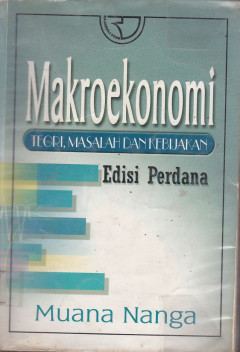 Makroekonomi
TEORI, MASALAH DAN KEBIJAKAN
Edisi Perdana
Muana Nanga